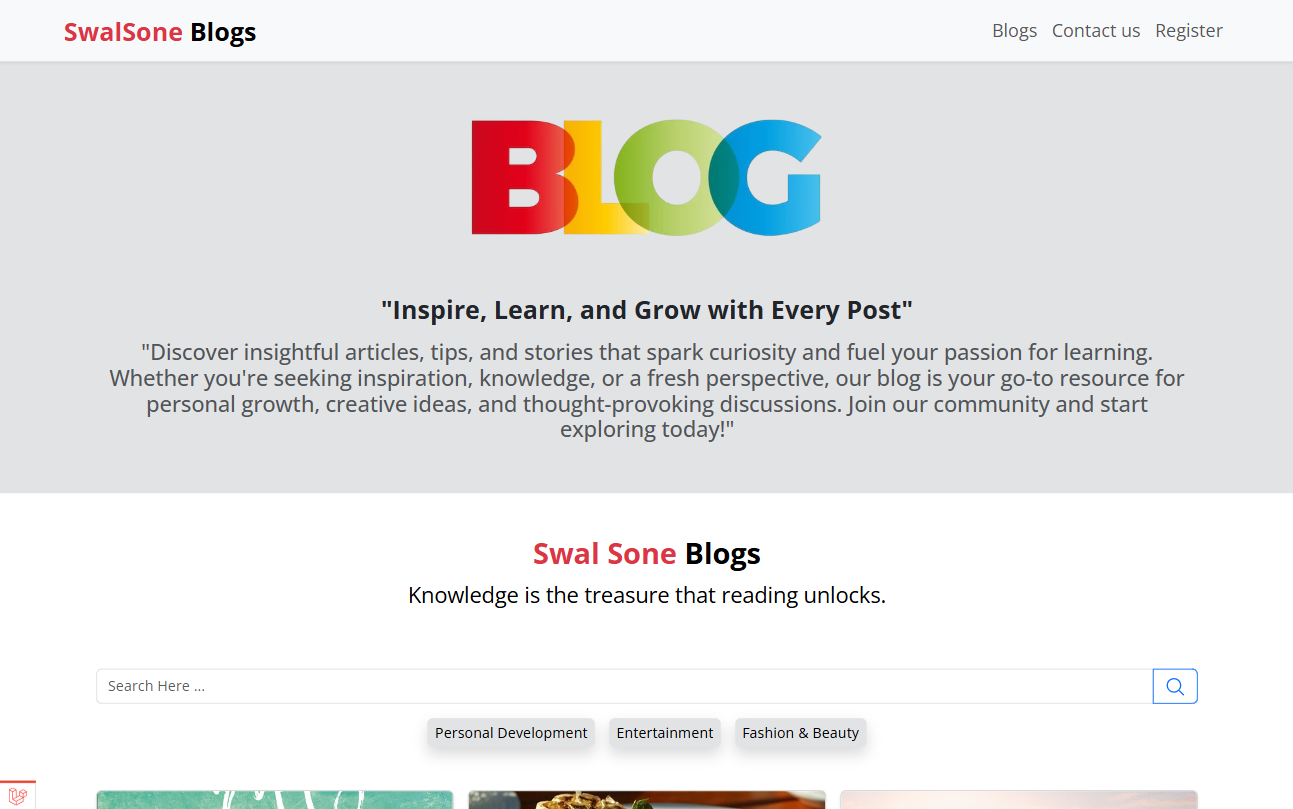 SwalSone Blogs
Blogs Contact us Register
BLOG
"Inspire, Learn, and Grow with Every Post"
"Discover insightful articles, tips, and stories that spark curiosity and fuel your passion for learning.
Whether you're seeking inspiration, knowledge, or a fresh perspective, our blog is your go-to resource for
personal growth, creative ideas, and thought-provoking discussions. Join our community and start
exploring today!"
Swal Sone Blogs
Knowledge is the treasure that reading unlocks.
Search Here ...
Personal Development Entertainment Fashion & Beauty